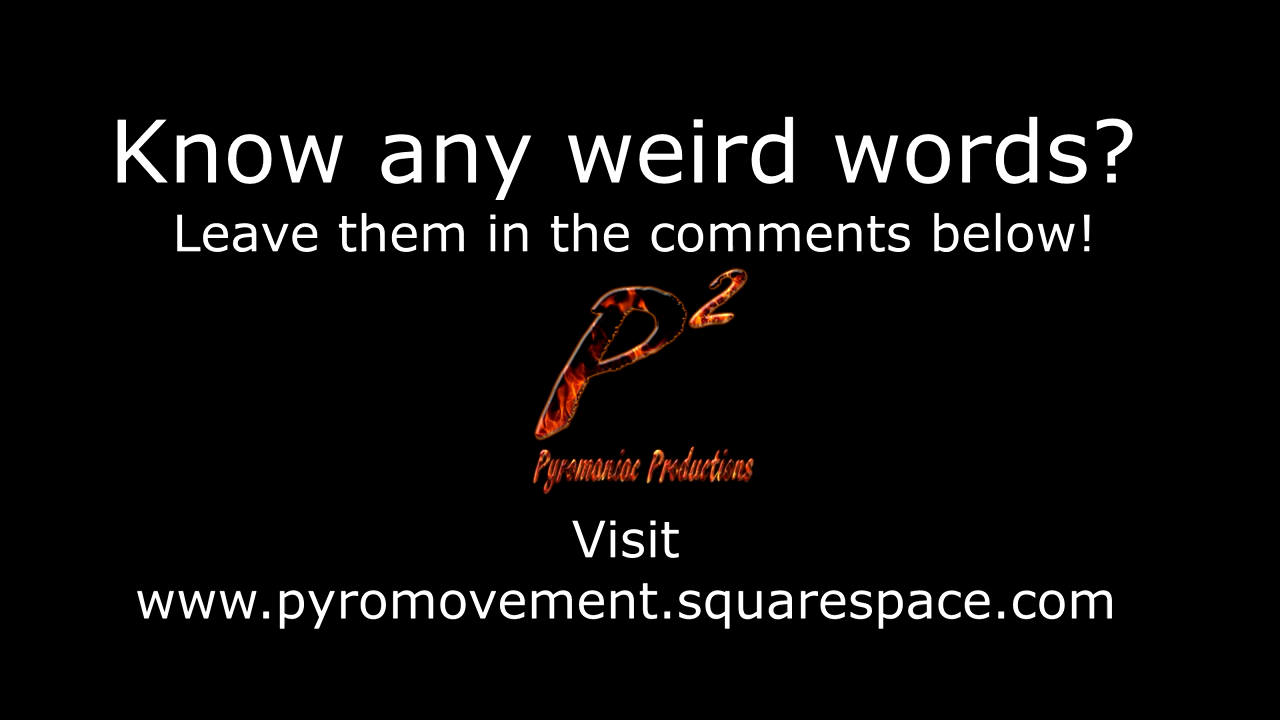 Know any weird words?
Leave them in the comments below!
P2
Pyromaniac Productions
Visit
www.pyromovement.squarespace.com